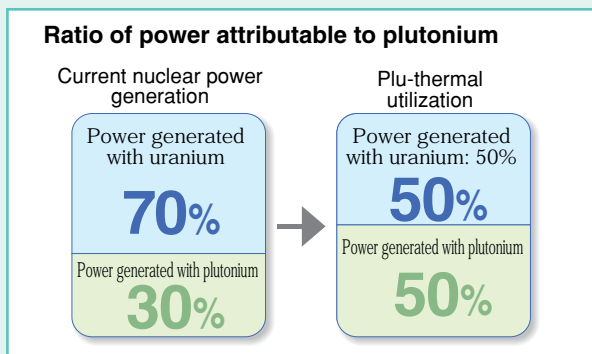 Ratio of power attributable to plutonium
Current nuclear power
generation
Power generated
with uranium
70%
Power generated with plutonium
30%
Plu-thermal
utilization
Power generated
with uranium: 50%
50%
Power generated with plutonium
50%